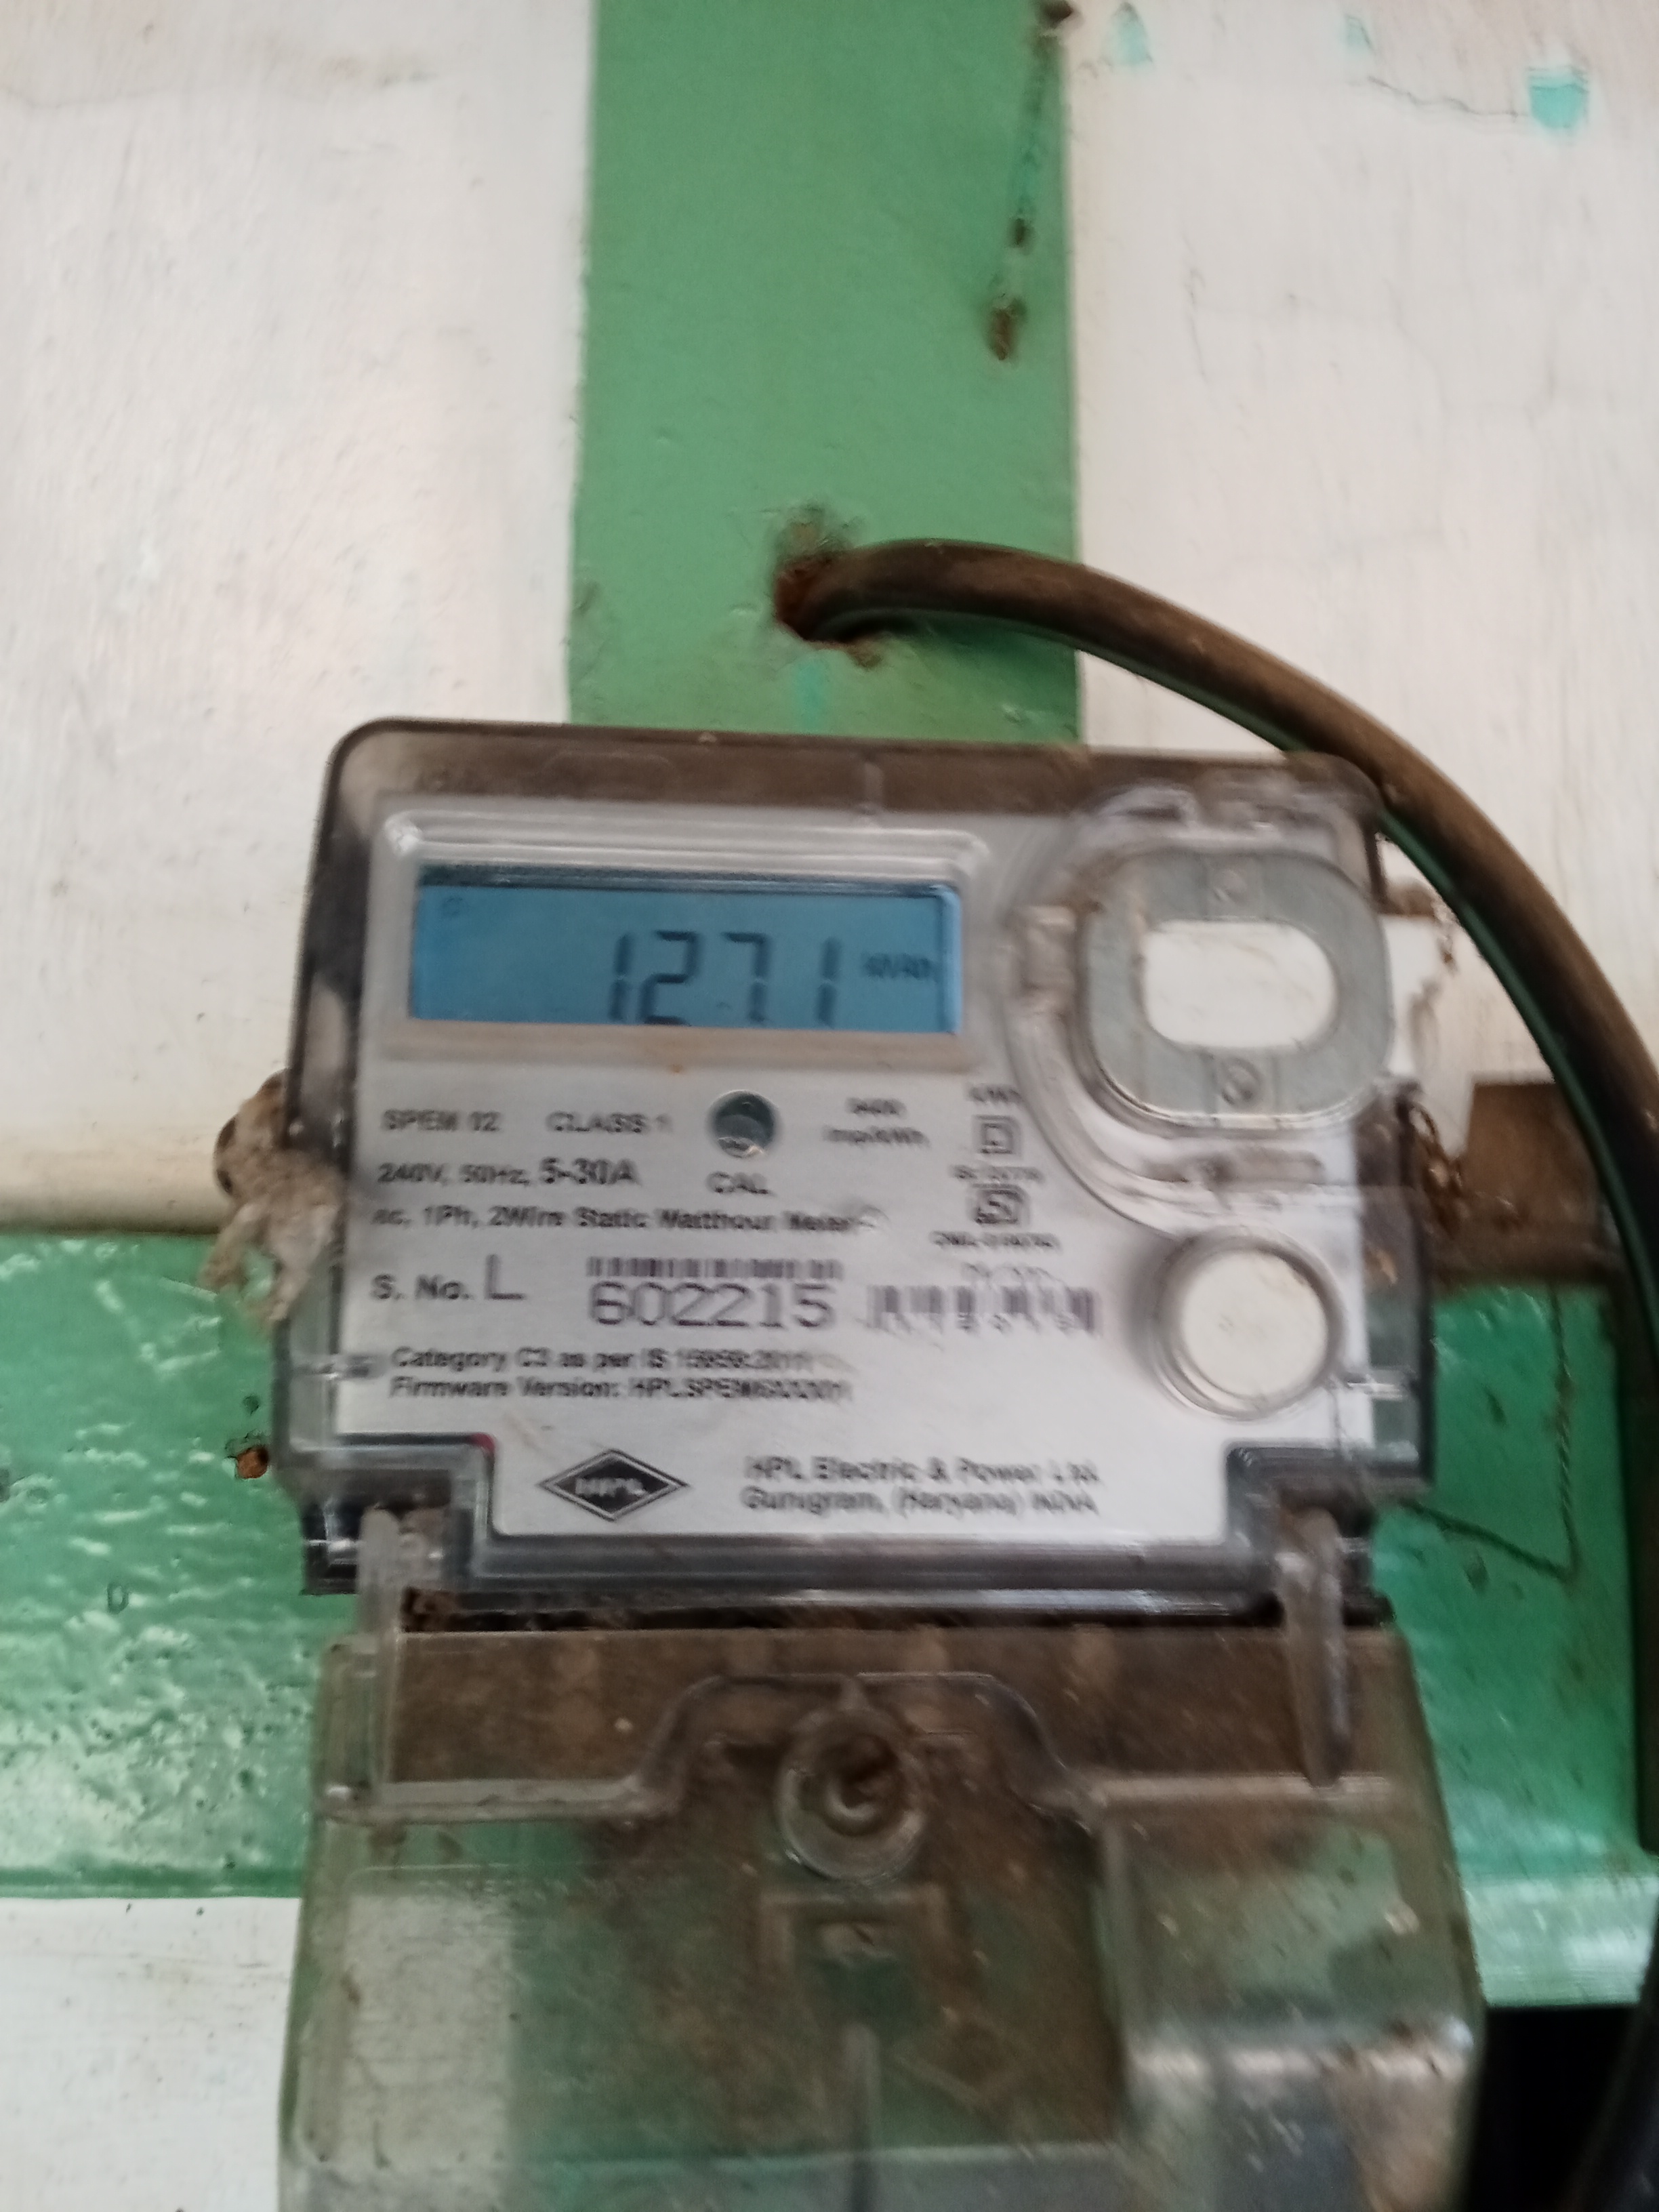 1271
SPEM 02 CLASS 1
240V, 50Hz, 5-30A CAL
ac, 1Ph, 2Wire Static Watthour Meter
S. No. L 602215
Category C3 as per IS 15959:2011
Firmware Version:
HPL
HPL Electric & Power Ltd.
Gurugram, (Haryana) INDIA